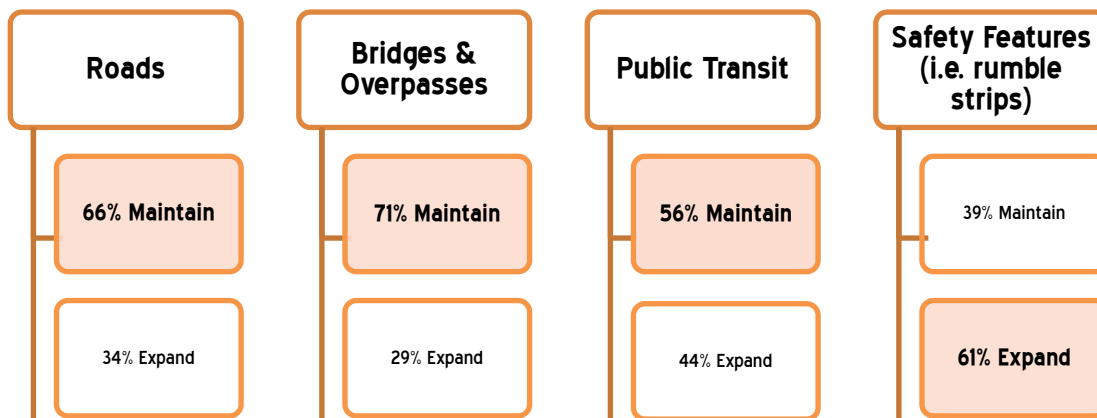 Roads
66% Maintain
34% Expand
Bridges &
Overpasses
71% Maintain
29% Expand
Public Transit
56% Maintain
44% Expand
Safety Features
(i.e. rumble
strips)
39% Maintain
61% Expand